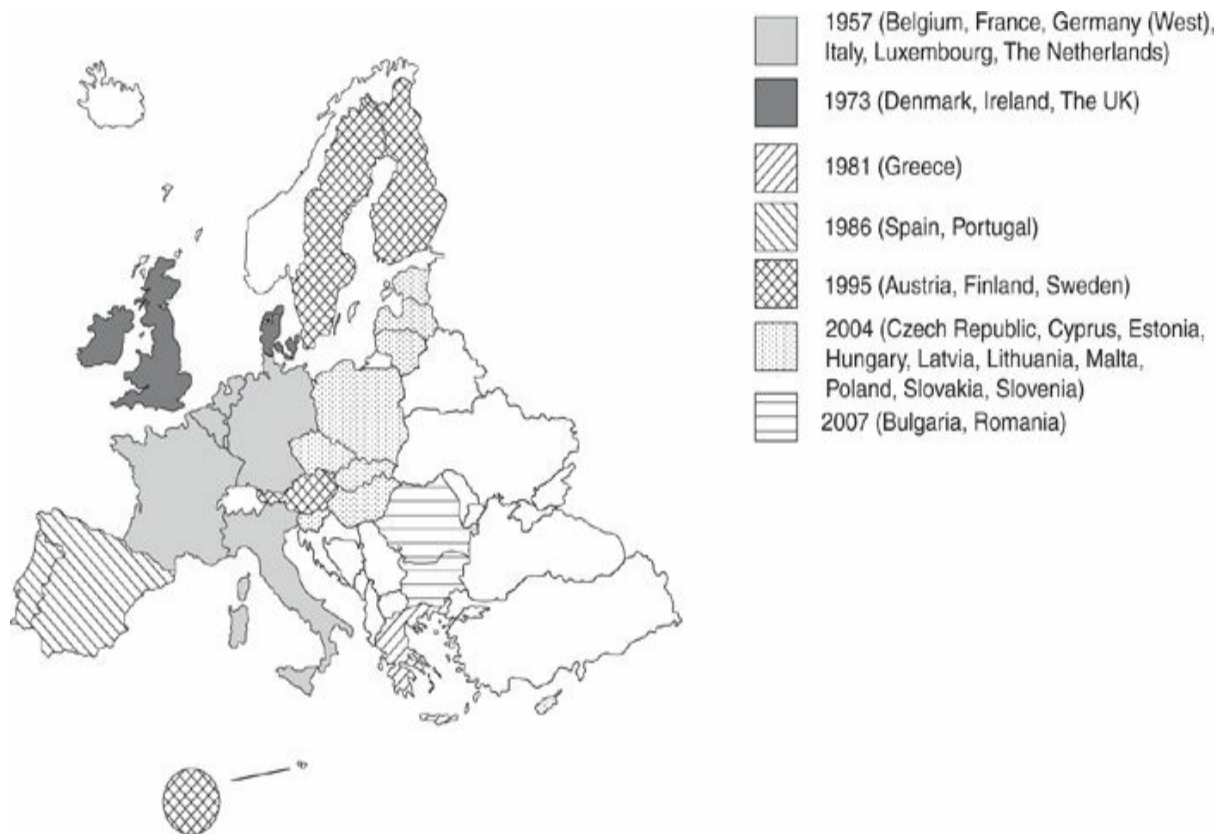 1957 (Belgium, France, Germany (West),
Italy, Luxembourg, The Netherlands)
1973 (Denmark, Ireland, The UK)
1981 (Greece)
1986 (Spain, Portugal)
1995 (Austria, Finland, Sweden)
2004 (Czech Republic, Cyprus, Estonia,
Hungary, Latvia, Lithuania, Malta,
Poland, Slovakia, Slovenia)
2007 (Bulgaria, Romania)